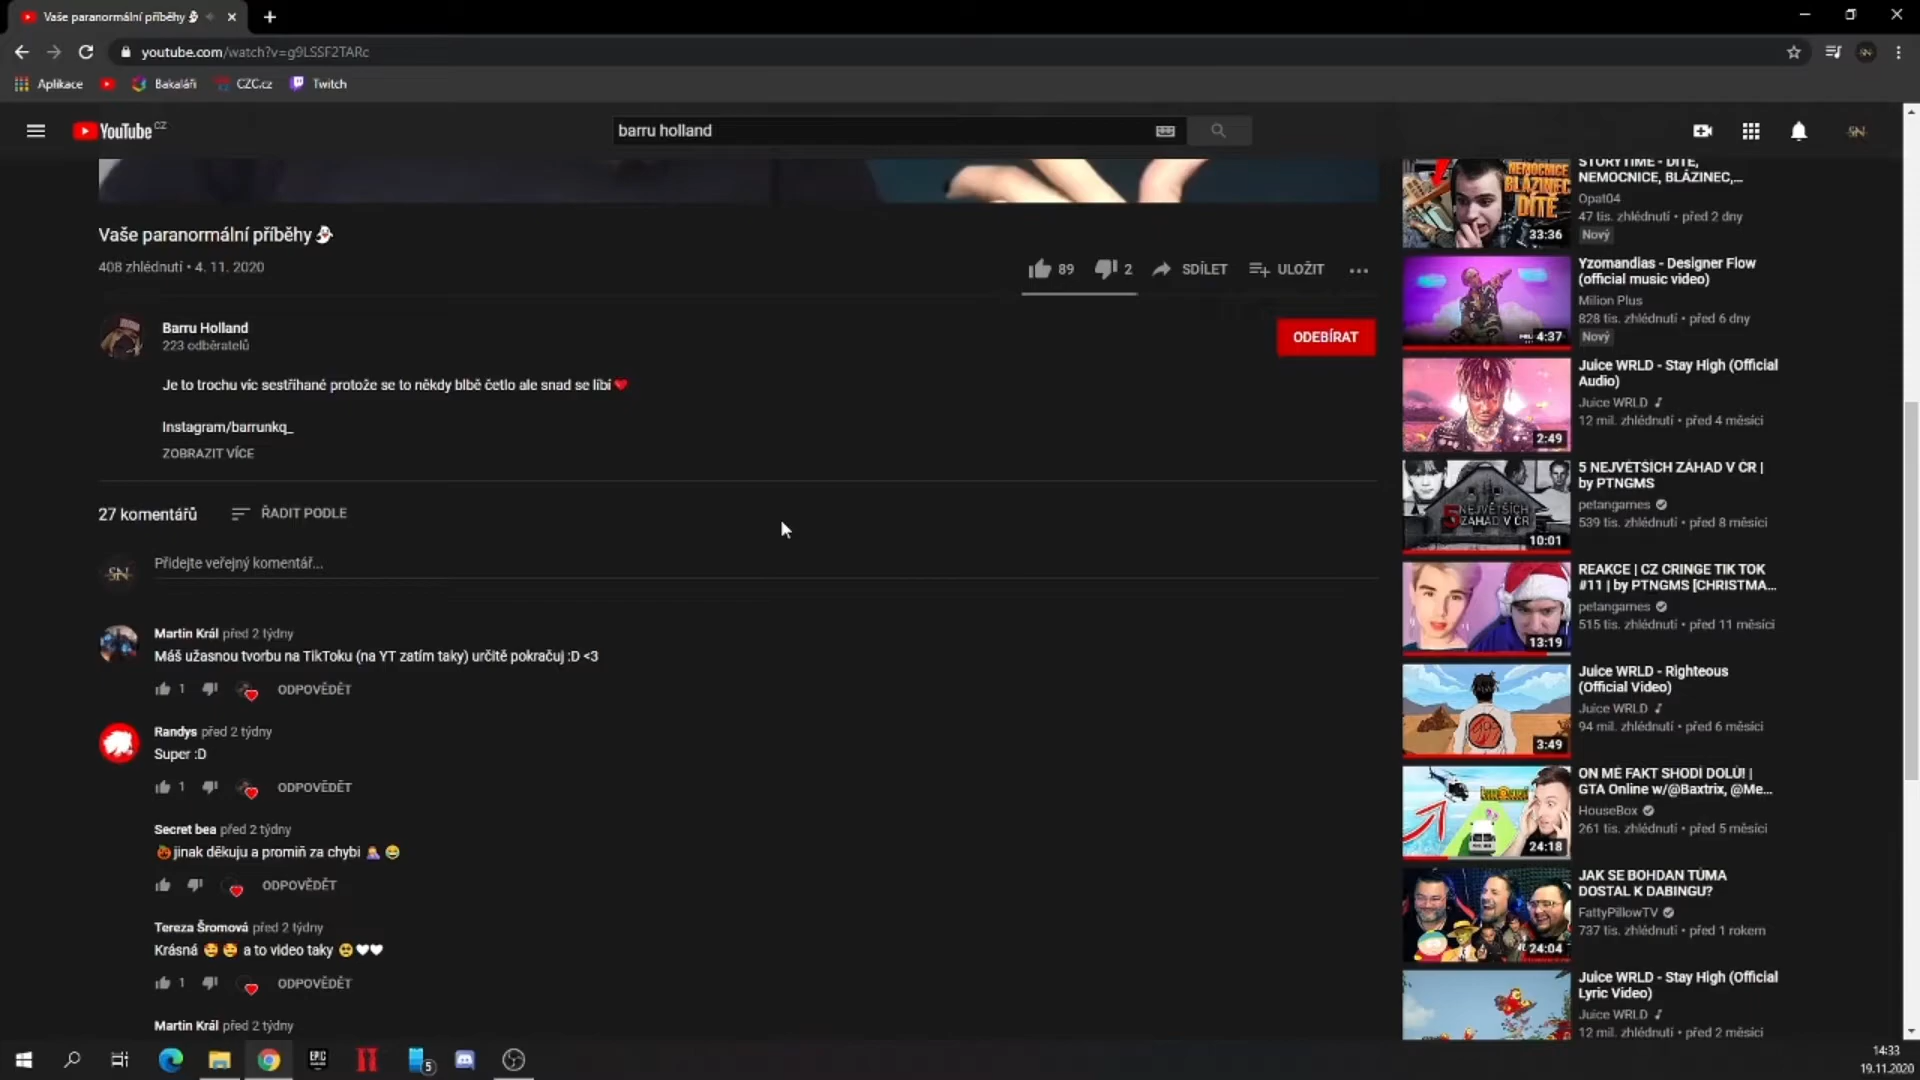 Vaše paranormální příběhy
youtube.com/watch?v=g9LSSF2TARc
Aplikace
Bakaláři
CZC.cz
Twitch
YouTube CZ
barru holland
SN
Vaše paranormální příběhy 👻
408 zhlédnutí • 4. 11. 2020
89
2
SDÍLET
ULOŽIT
Barru Holland
223 odběratelů
ODEBÍRAT
Je to trochu víc sestříhané protože se to někdy blbě četlo ale snad se líbí ❤️
Instagram/barrunkq_
ZOBRAZIT VÍCE
27 komentářů
ŘADIT PODLE
SN
Přidejte veřejný komentář...
Martin Král před 2 týdny
Máš užasnou tvorbu na TikToku (na YT zatím taky) určitě pokračuj :D <3
1
ODPOVĚDĚT
Randys před 2 týdny
Super :D
1
ODPOVĚDĚT
Secret bea před 2 týdny
🎃 jinak děkuju a promiň za chybi 🤷‍♀️ 😂
ODPOVĚDĚT
Tereza Šromová před 2 týdny
Krásná 🥰 🥰 a to video taky 🥺🤍🤍
1
ODPOVĚDĚT
Martin Král před 2 týdny
NEMOCNICE
BLÁZINEC
DÍTĚ
33:36
STORYTIME - DÍTĚ,
NEMOCNICE, BLÁZINEC,...
Opat04
47 tis. zhlédnutí • před 2 dny
Nový
4:37
Yzomandias - Designer Flow
(official music video)
Milion Plus
828 tis. zhlédnutí • před 6 dny
Nový
2:49
Juice WRLD - Stay High (Official
Audio)
Juice WRLD ♪
12 mil. zhlédnutí • před 4 měsíci
5 NEJVĚTŠÍCH
ZÁHAD V ČR
10:01
5 NEJVĚTŠÍCH ZÁHAD V ČR |
by PTNGMS
petangames
539 tis. zhlédnutí • před 8 měsíci
13:19
REAKCE | CZ CRINGE TIK TOK
#11 | by PTNGMS [CHRISTMA...
petangames
515 tis. zhlédnutí • před 11 měsíci
3:49
Juice WRLD - Righteous
(Official Video)
Juice WRLD ♪
94 mil. zhlédnutí • před 6 měsíci
24:18
ON MĚ FAKT SHODÍ DOLŮ! |
GTA Online w/@Baxtrix, @Me...
HouseBox
261 tis. zhlédnutí • před 5 měsíci
24:04
JAK SE BOHDAN TŮMA
DOSTAL K DABINGU?
FattyPillowTV
737 tis. zhlédnutí • před 1 rokem
Juice WRLD - Stay High (Official
Lyric Video)
Juice WRLD ♪
12 mil. zhlédnutí • před 2 měsíci
EPIC
5
14:33
19.11.2020